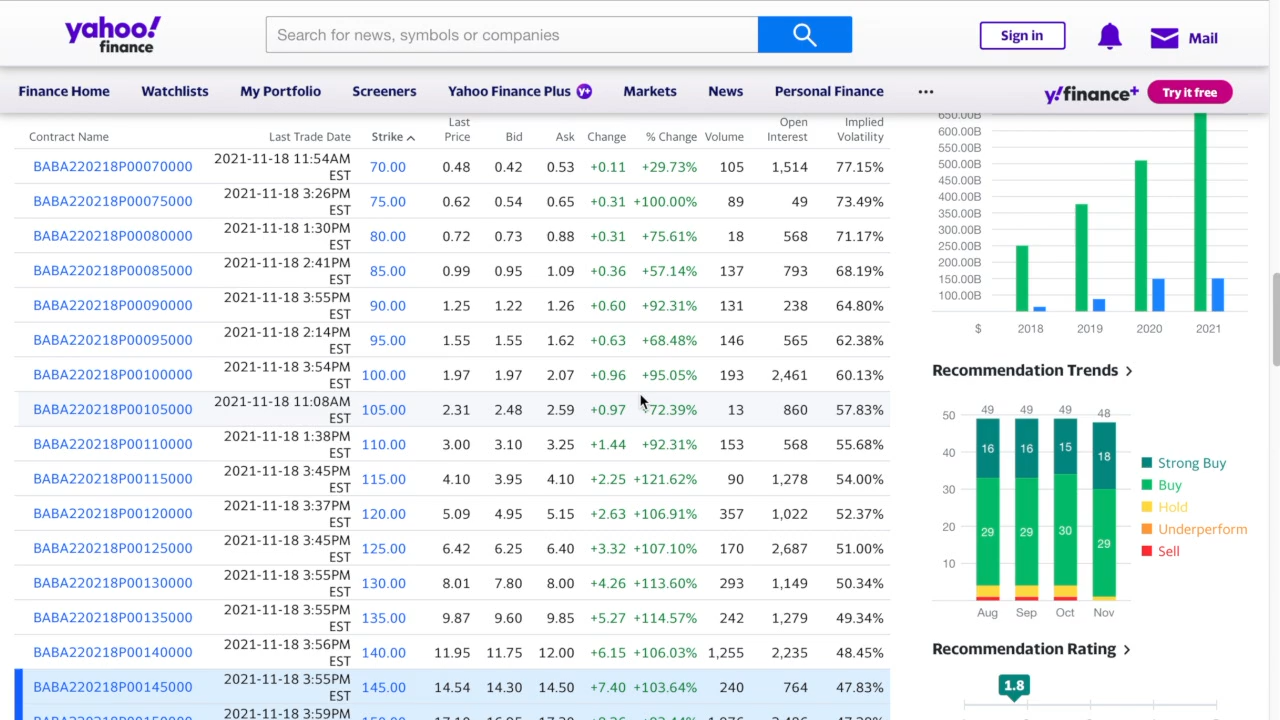 yahoo!
finance
Search for news, symbols or companies
Sign in
Mail
Finance Home Watchlists My Portfolio Screeners Yahoo Finance Plus Y+ Markets News Personal Finance ...
y!finance+ Try it free
Contract Name Last Trade Date Strike Last Price Bid Ask Change % Change Volume Open Interest Implied Volatility
BABA220218P00070000 2021-11-18 11:54AM EST 70.00 0.48 0.42 0.53 +0.11 +29.73% 105 1,514 77.15%
BABA220218P00075000 2021-11-18 3:26PM EST 75.00 0.62 0.54 0.65 +0.31 +100.00% 89 49 73.49%
BABA220218P00080000 2021-11-18 1:30PM EST 80.00 0.72 0.73 0.88 +0.31 +75.61% 18 568 71.17%
BABA220218P00085000 2021-11-18 2:41PM EST 85.00 0.99 0.95 1.09 +0.36 +57.14% 137 793 68.19%
BABA220218P00090000 2021-11-18 3:55PM EST 90.00 1.25 1.22 1.26 +0.60 +92.31% 131 238 64.80%
BABA220218P00095000 2021-11-18 2:14PM EST 95.00 1.55 1.55 1.62 +0.63 +68.48% 146 565 62.38%
BABA220218P00100000 2021-11-18 3:54PM EST 100.00 1.97 1.97 2.07 +0.96 +95.05% 193 2,461 60.13%
BABA220218P00105000 2021-11-18 11:08AM EST 105.00 2.31 2.48 2.59 +0.97 +72.39% 13 860 57.83%
BABA220218P00110000 2021-11-18 1:38PM EST 110.00 3.00 3.10 3.25 +1.44 +92.31% 153 568 55.68%
BABA220218P00115000 2021-11-18 3:45PM EST 115.00 4.10 3.95 4.10 +2.25 +121.62% 90 1,278 54.00%
BABA220218P00120000 2021-11-18 3:37PM EST 120.00 5.09 4.95 5.15 +2.63 +106.91% 357 1,022 52.37%
BABA220218P00125000 2021-11-18 3:45PM EST 125.00 6.42 6.25 6.40 +3.32 +107.10% 170 2,687 51.00%
BABA220218P00130000 2021-11-18 3:55PM EST 130.00 8.01 7.80 8.00 +4.26 +113.60% 293 1,149 50.34%
BABA220218P00135000 2021-11-18 3:55PM EST 135.00 9.87 9.60 9.85 +5.27 +114.57% 242 1,279 49.34%
BABA220218P00140000 2021-11-18 3:56PM EST 140.00 11.95 11.75 12.00 +6.15 +106.03% 1,255 2,235 48.45%
BABA220218P00145000 2021-11-18 3:55PM EST 145.00 14.54 14.30 14.50 +7.40 +103.64% 240 764 47.83%
2021-11-18 3:59PM
650.00B
600.00B
550.00B
500.00B
450.00B
400.00B
350.00B
300.00B
250.00B
200.00B
150.00B
100.00B
$ 2018 2019 2020 2021
Recommendation Trends
50 40 30 20 10
49 49 49 48
16 16 15 18
29 29 30 29
Aug Sep Oct Nov
Strong Buy
Buy
Hold
Underperform
Sell
Recommendation Rating
1.8